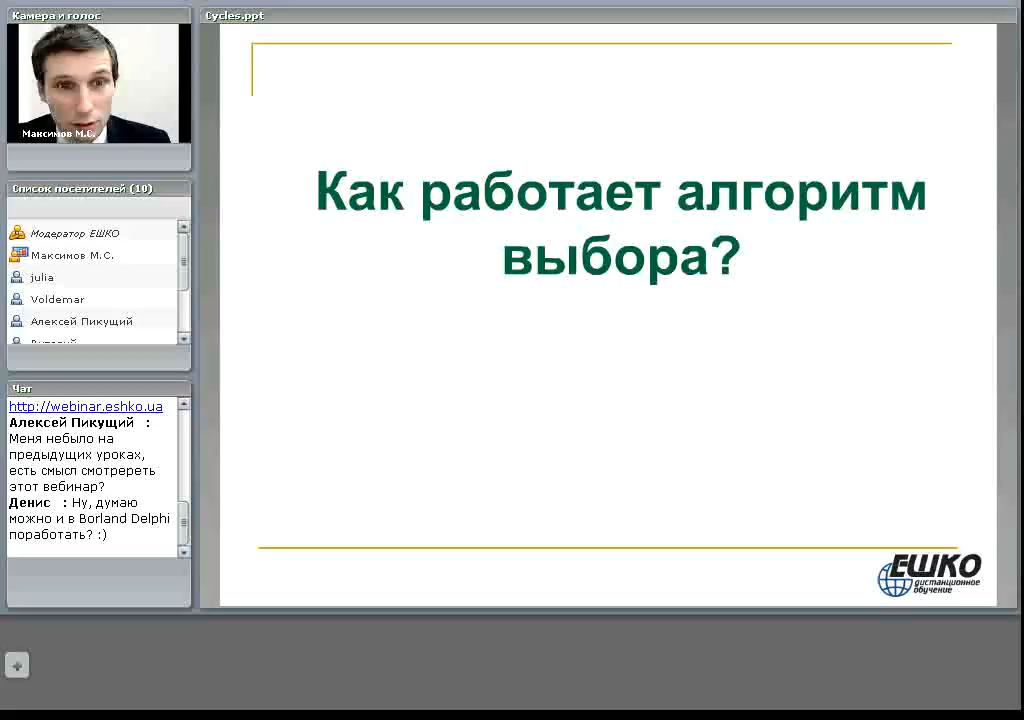 Камера и голос
Максимов М.С.
Список посетителей (10)
Модератор ЕШКО
Максимов М.С.
julia
Voldemar
Алексей Пикущий
Чат
http://webinar.eshko.ua
Алексей Пикущий :
Меня небыло на
предыдущих уроках,
есть смысл смотререть
этот вебинар?
Денис : Ну, думаю
можно и в Borland Delphi
поработать? :)
Cycles.ppt
Как работает алгоритм
выбора?
ЕШКО
дистанционное
обучение